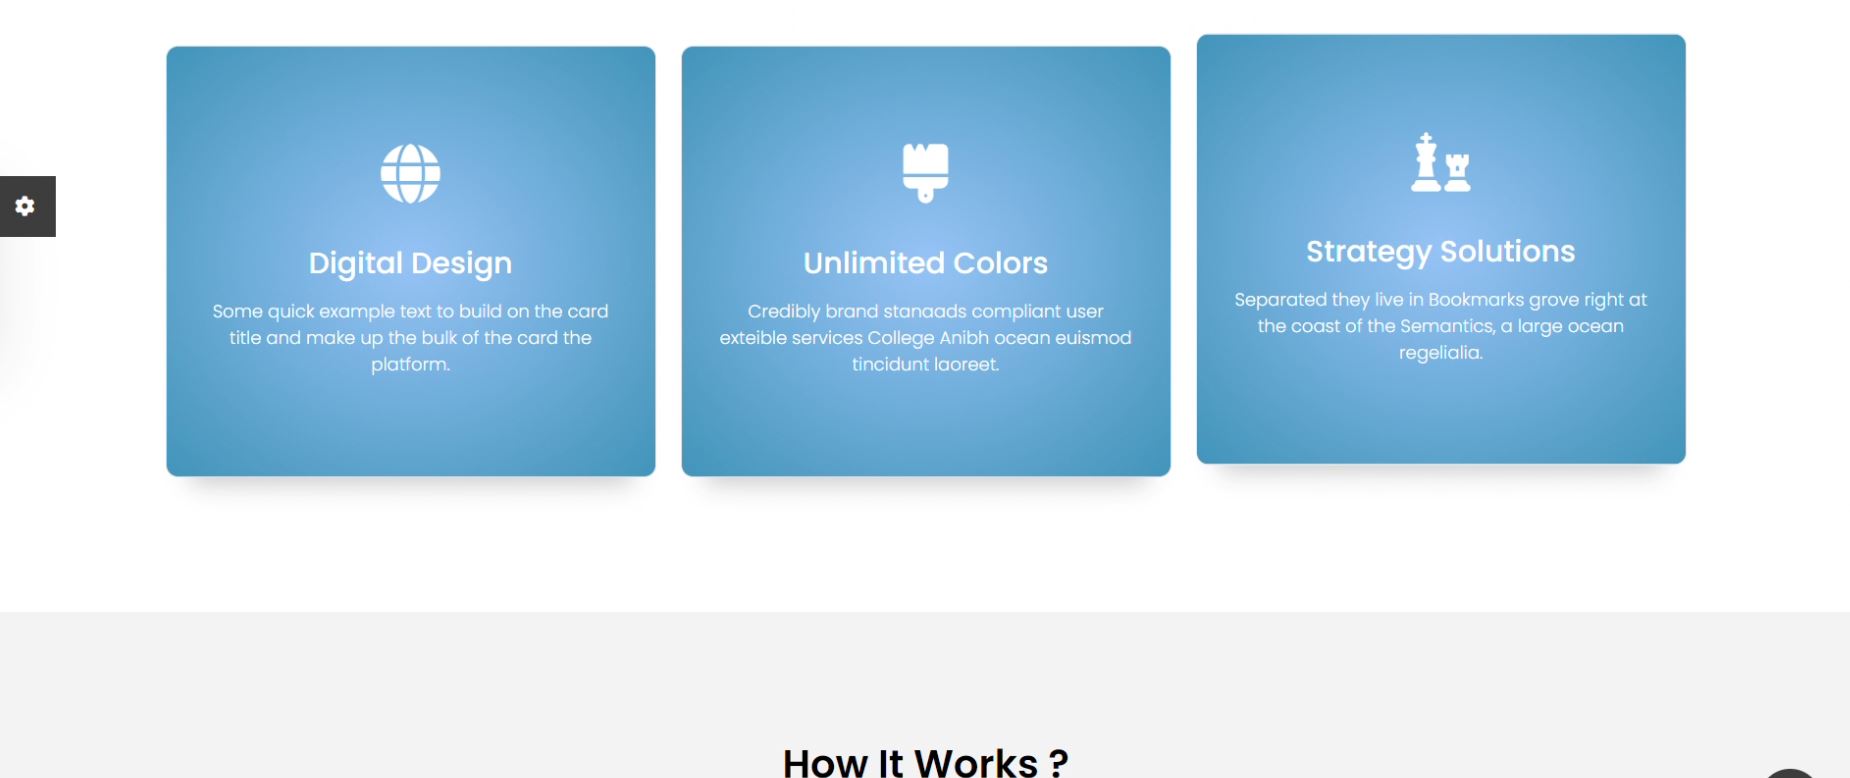 Digital Design
Some quick example text to build on the card
title and make up the bulk of the card the
platform.
Unlimited Colors
Credibly brand stanaads compliant user
exteible services College Anibh ocean euismod
tincidunt laoreet.
Strategy Solutions
Separated they live in Bookmarks grove right at
the coast of the Semantics, a large ocean
regelialia.
How It Works ?